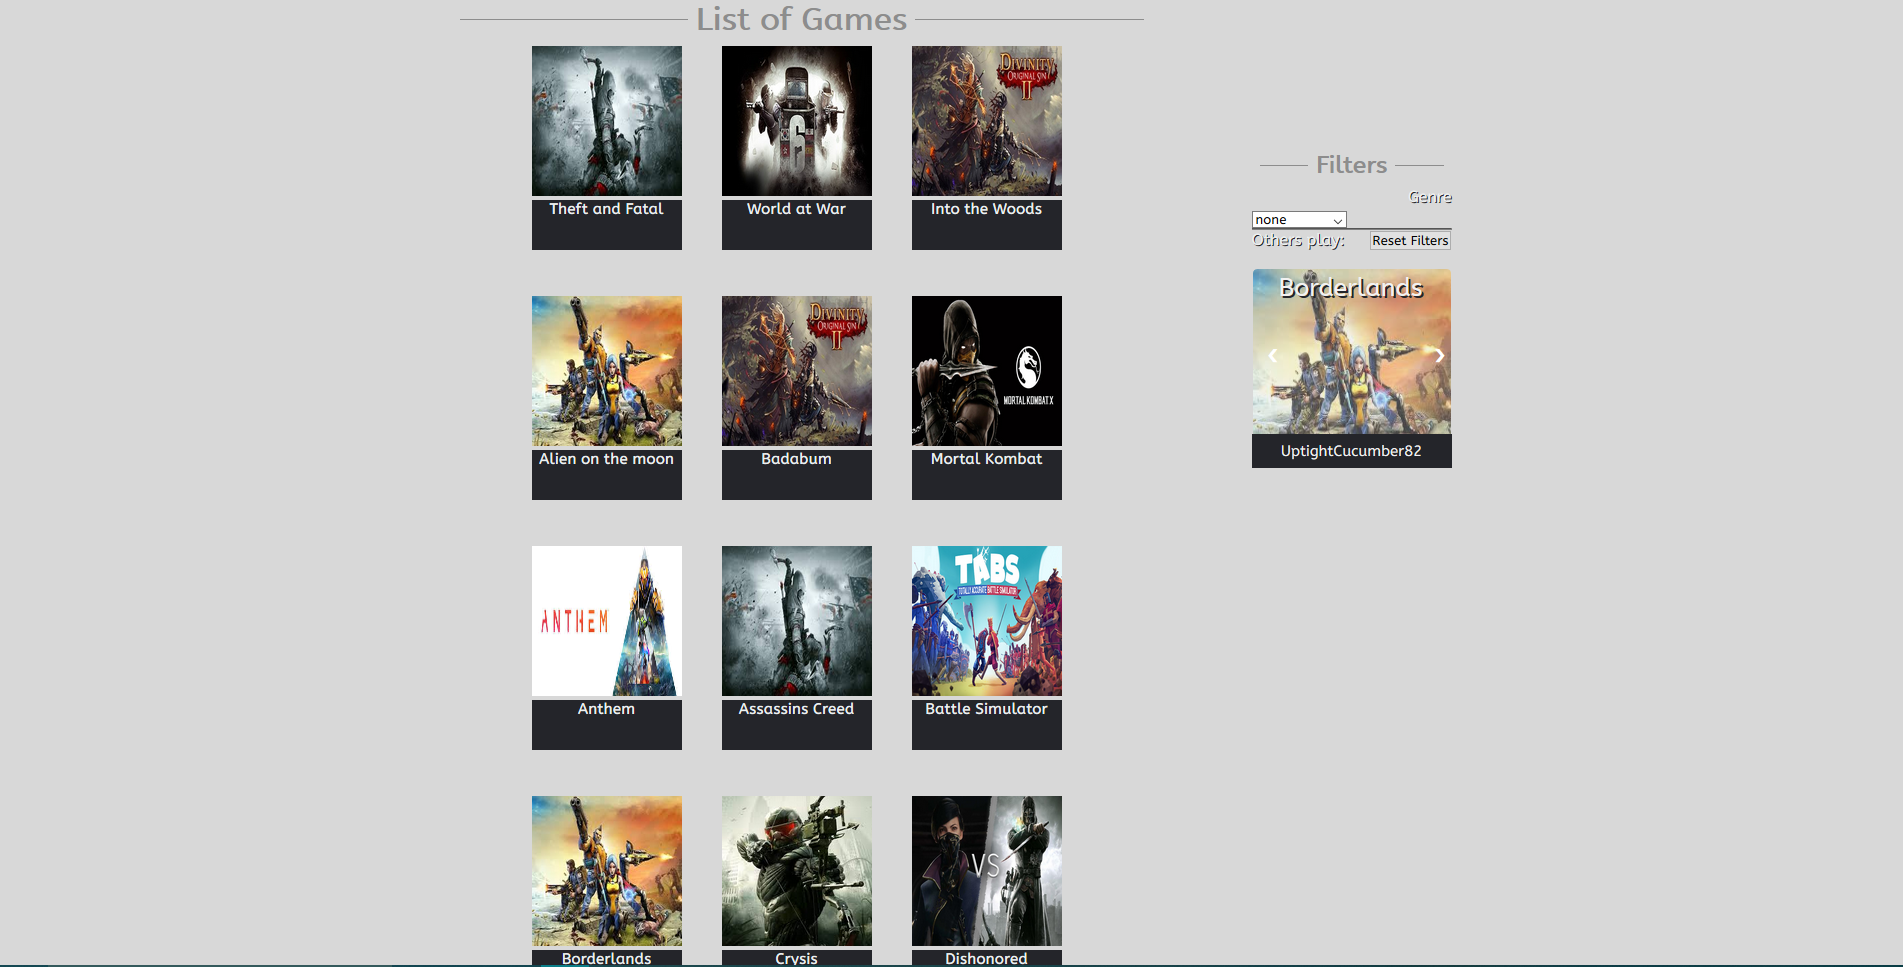 List of Games
DIVINITY
ORIGINAL SIN
II
6
Theft and Fatal
World at War
Into the Woods
Filters
Genre
none
Others play:
Reset Filters
Borderlands
‹
›
UptightCucumber82
DIVINITY
ORIGINAL SIN
II
MORTAL KOMBAT X
Alien on the moon
Badabum
Mortal Kombat
ANTHEM
TABS
TOTALLY ACCURATE BATTLE SIMULATOR
Anthem
Assassins Creed
Battle Simulator
VS
Borderlands
Crysis
Dishonored